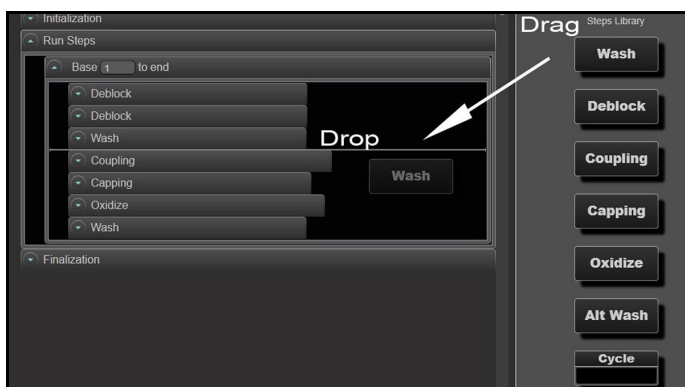 Initialization
Run Steps
Base 1 to end
Deblock
Deblock
Wash
Coupling
Capping
Oxidize
Wash
Finalization
Drop
Wash
Drag
Steps Library
Wash
Deblock
Coupling
Capping
Oxidize
Alt Wash
Cycle